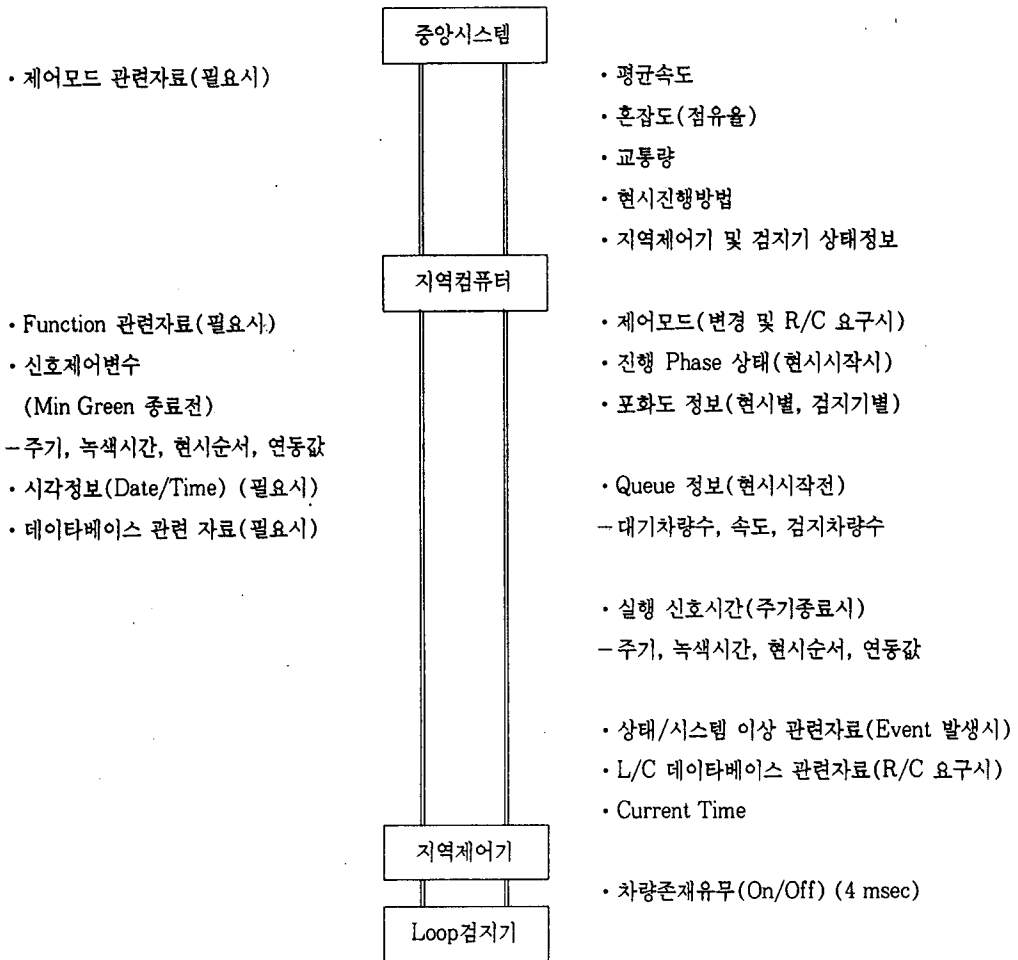 중앙시스템
· 제어모드 관련자료(필요시)
· 평균속도
· 혼잡도(점유율)
· 교통량
· 현시진행방법
· 지역제어기 및 검지기 상태정보
지역컴퓨터
· Function 관련자료(필요시)
· 신호제어변수
(Min Green 종료전)
– 주기, 녹색시간, 현시순서, 연동값
· 시각정보(Date/Time) (필요시)
· 데이타베이스 관련 자료(필요시)
· 제어모드(변경 및 R/C 요구시)
· 진행 Phase 상태(현시시작시)
· 포화도 정보(현시별, 검지기별)
· Queue 정보(현시시작전)
– 대기차량수, 속도, 검지차량수
· 실행 신호시간(주기종료시)
– 주기, 녹색시간, 현시순서, 연동값
· 상태/시스템 이상 관련자료(Event 발생시)
· L/C 데이타베이스 관련자료(R/C 요구시)
· Current Time
지역제어기
· 차량존재유무(On/Off) (4 msec)
Loop검지기